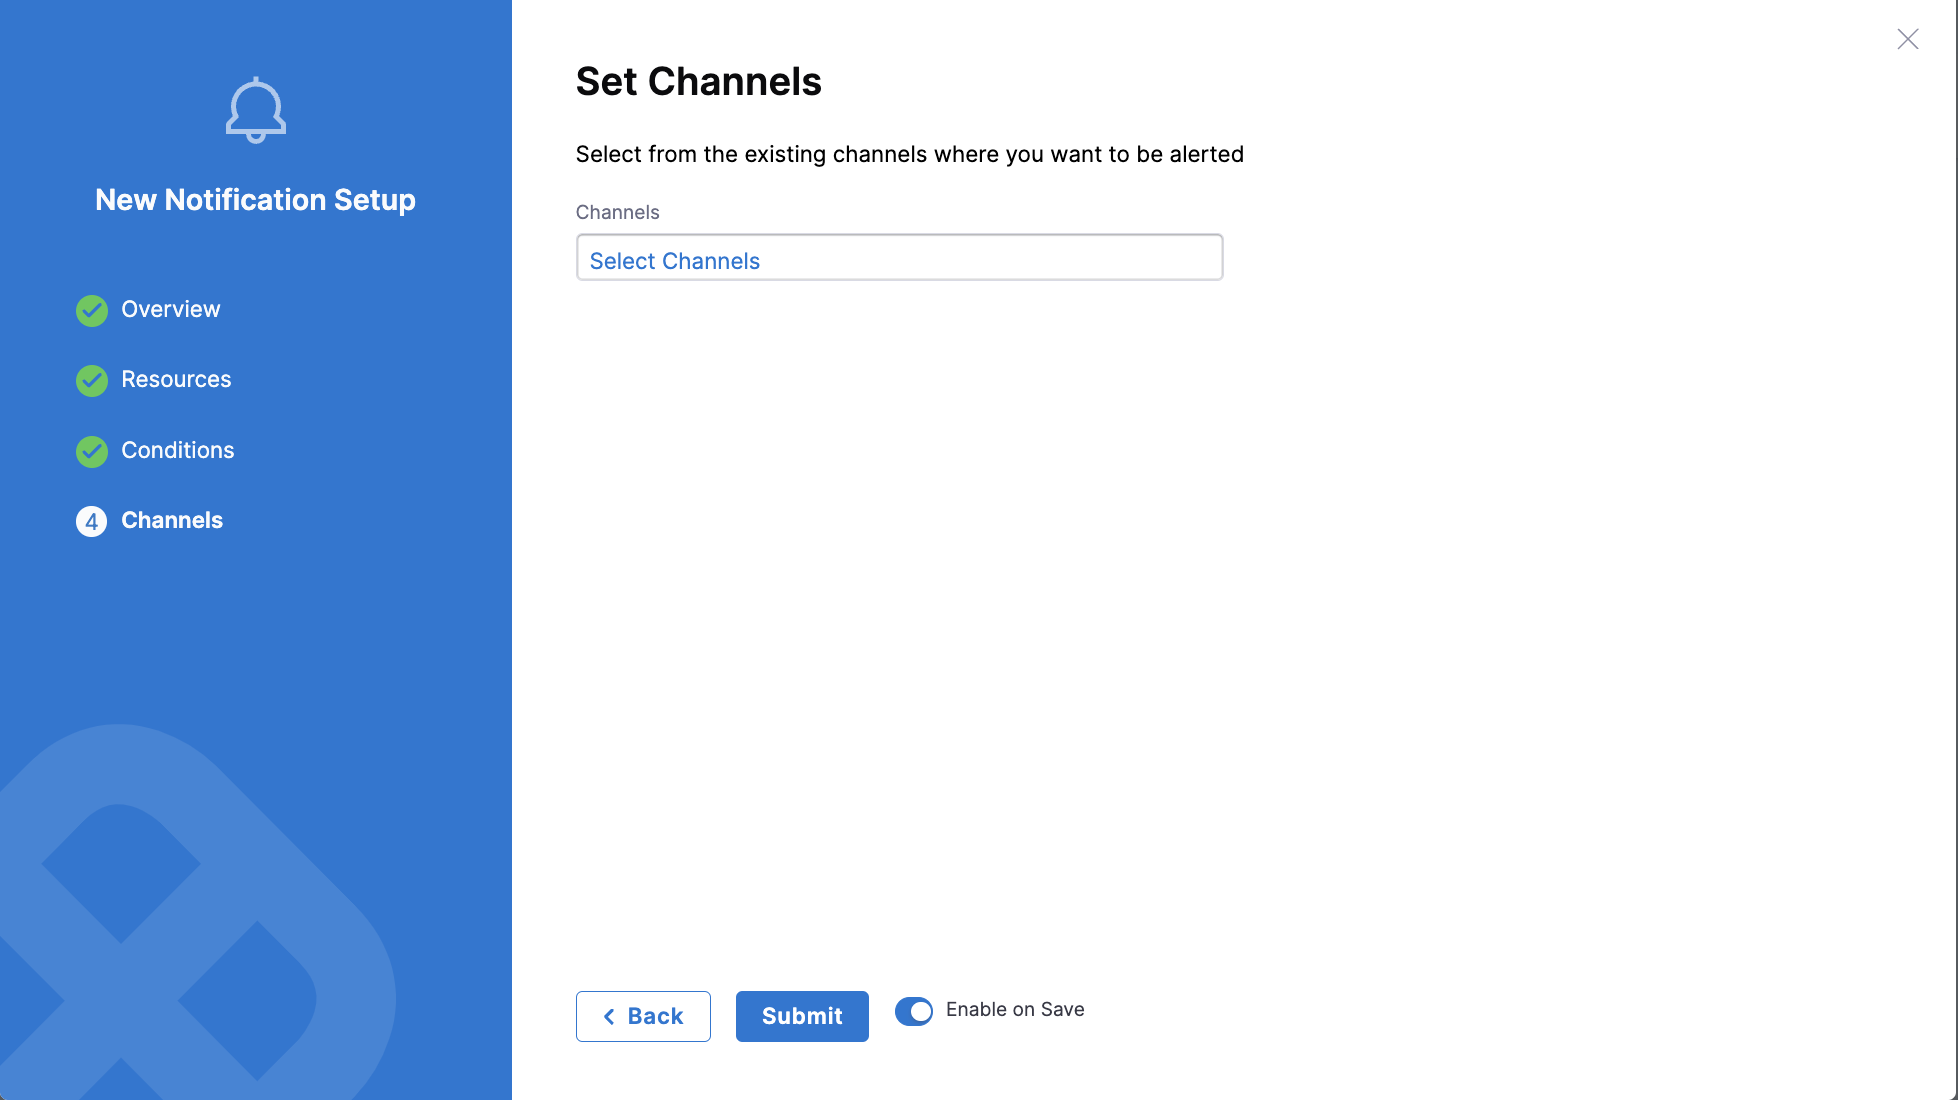 New Notification Setup
Overview
Resources
Conditions
4 Channels
Set Channels
Select from the existing channels where you want to be alerted
Channels
Select Channels
Back
Submit
Enable on Save